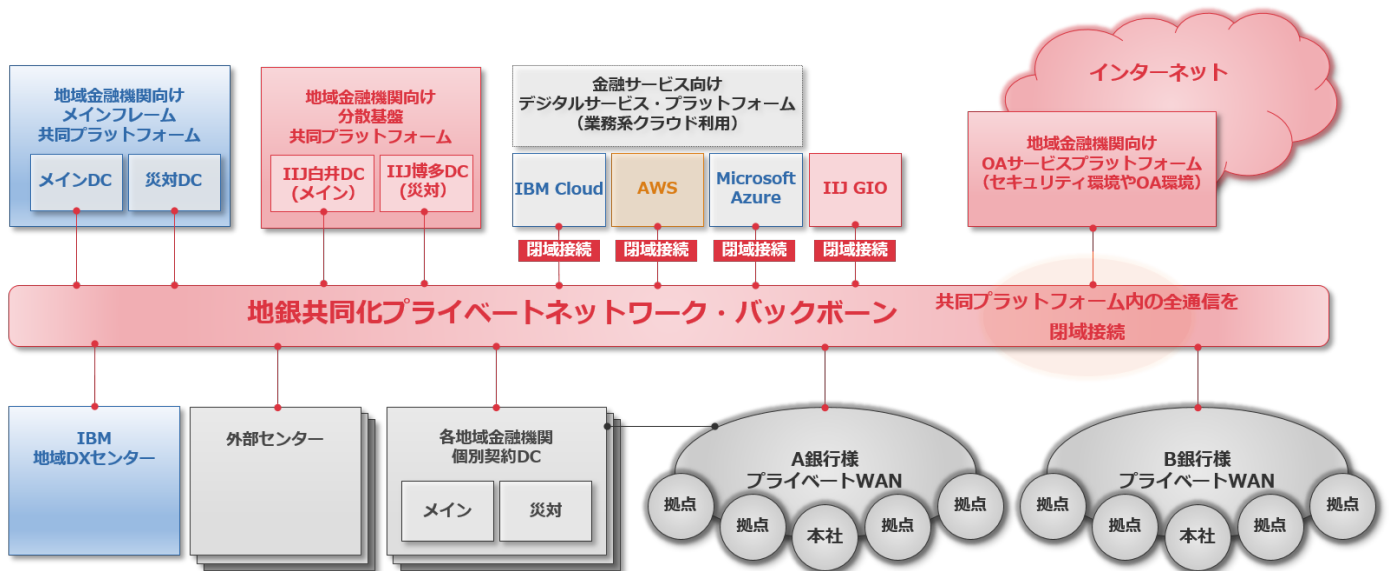 地域金融機関向け
メインフレーム
共同プラットフォーム
メインDC
災対DC
地域金融機関向け
分散基盤
共同プラットフォーム
IIJ白井DC
(メイン)
IIJ博多DC
(災対)
金融サービス向け
デジタルサービス・プラットフォーム
（業務系クラウド利用）
IBM Cloud
AWS
Microsoft
Azure
IIJ GIO
閉域接続
閉域接続
閉域接続
閉域接続
インターネット
地域金融機関向け
OAサービスプラットフォーム
（セキュリティ環境やOA環境）
地銀共同化プライベートネットワーク・バックボーン
共同プラットフォーム内の全通信を
閉域接続
IBM
地域DXセンター
外部センター
各地域金融機関
個別契約DC
メイン
災対
A銀行様
プライベートWAN
拠点
拠点
本社
拠点
拠点
B銀行様
プライベートWAN
拠点
拠点
本社
拠点
拠点